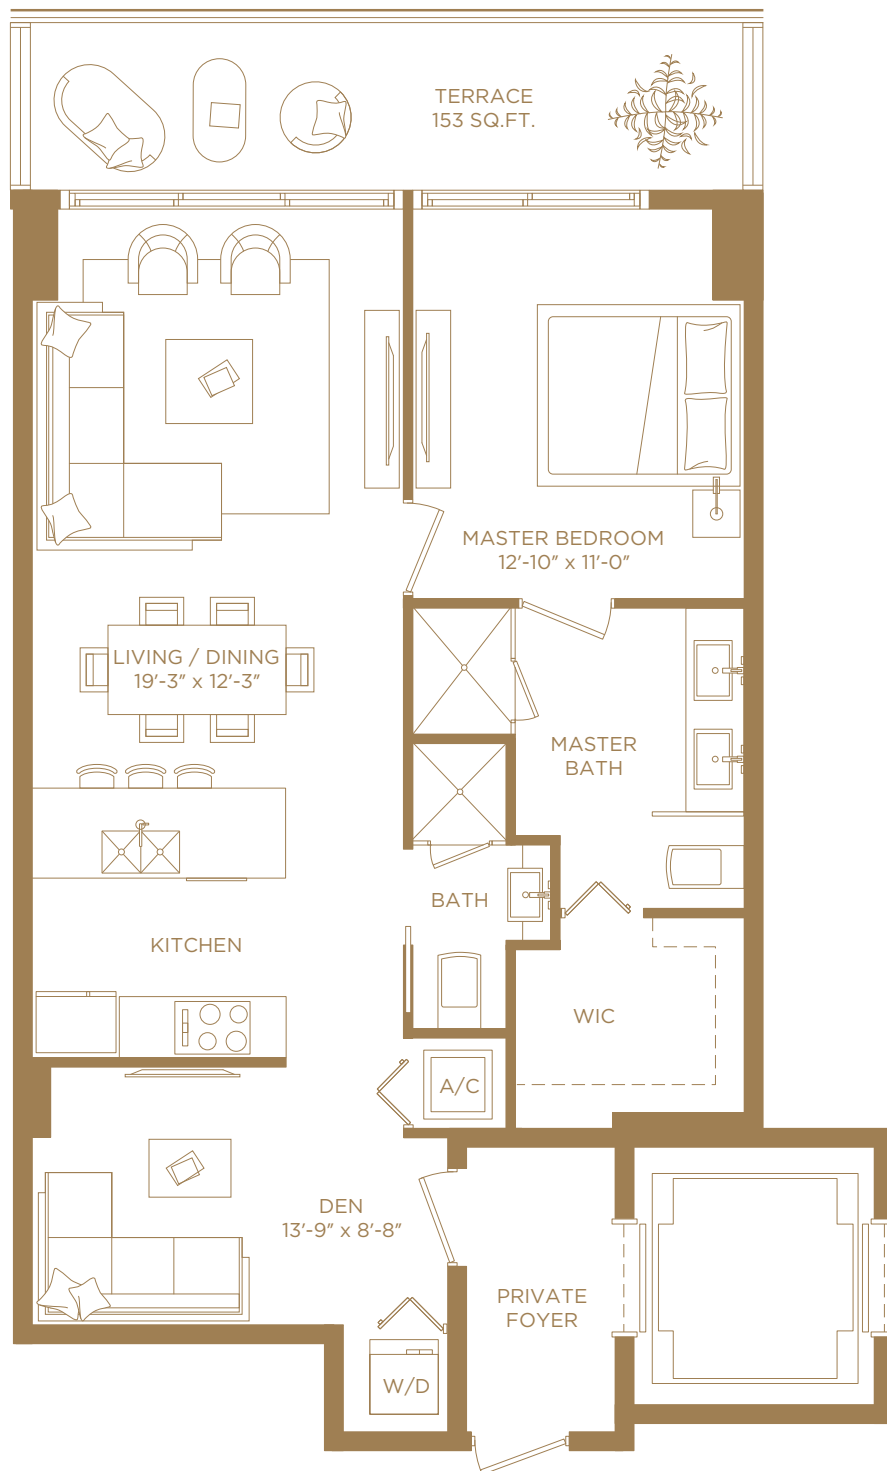 TERRACE
153 SQ.FT.
MASTER BEDROOM
12'-10" x 11'-0"
LIVING / DINING
19'-3" x 12'-3"
MASTER
BATH
BATH
KITCHEN
WIC
A/C
DEN
13'-9" x 8'-8"
PRIVATE
FOYER
W/D